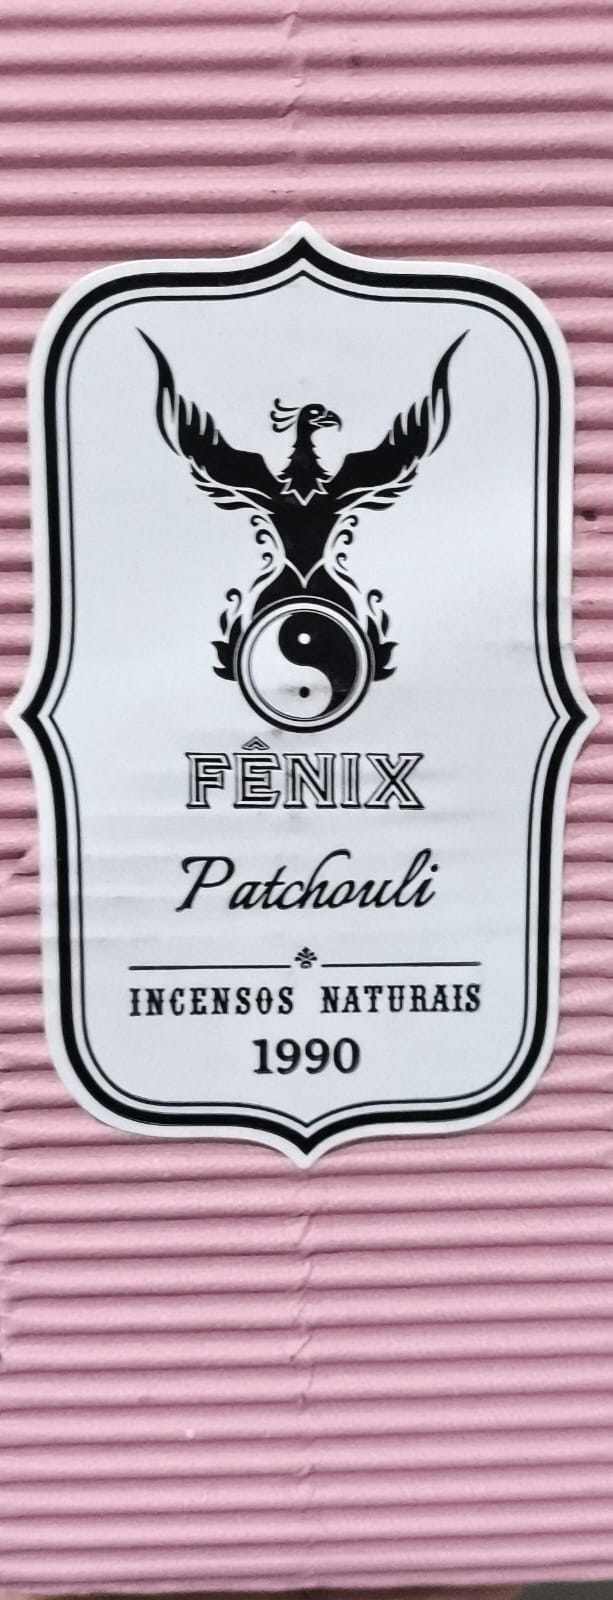 FÊNIX
Patchouli
INCENSOS NATURAIS
1990